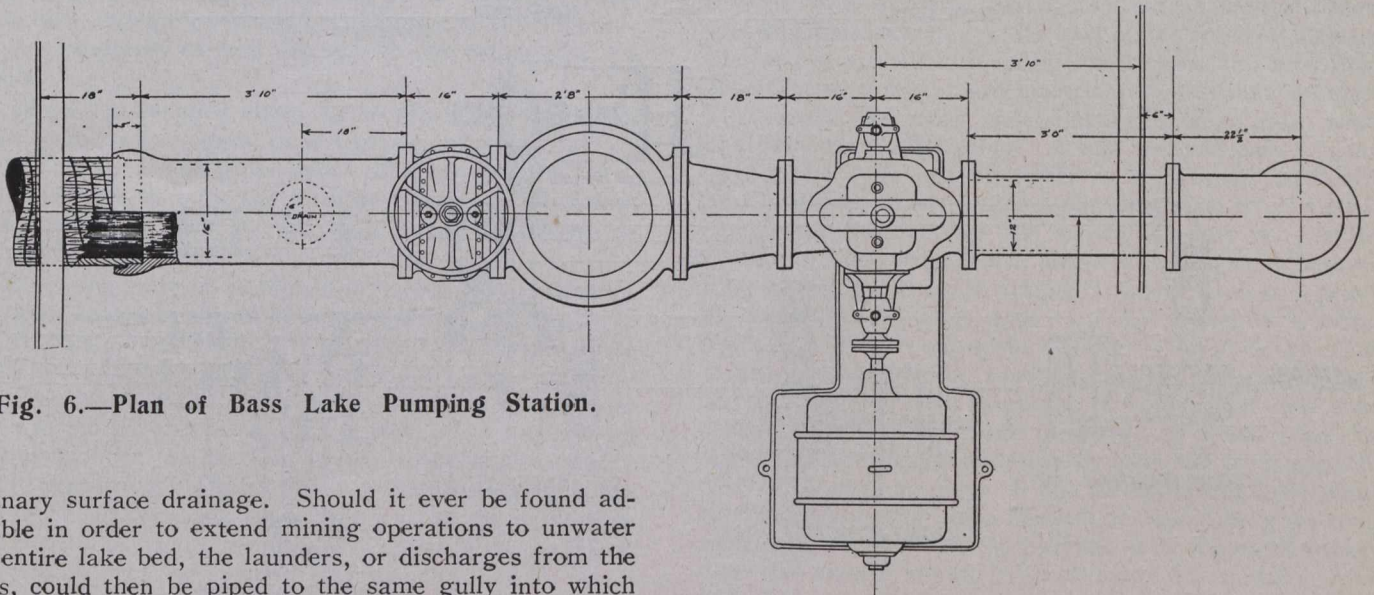 18" 3' 10" 16" 2'8" 18" 16" 16" 3' 10"
5" 18" 3'0" 6" 22½"
16" DRAIN 12"
Fig. 6.—Plan of Bass Lake Pumping Station.
nary surface drainage. Should it ever be found ad-
ble in order to extend mining operations to unwater
entire lake bed, the launders, or discharges from the
s, could then be piped to the same gully into which